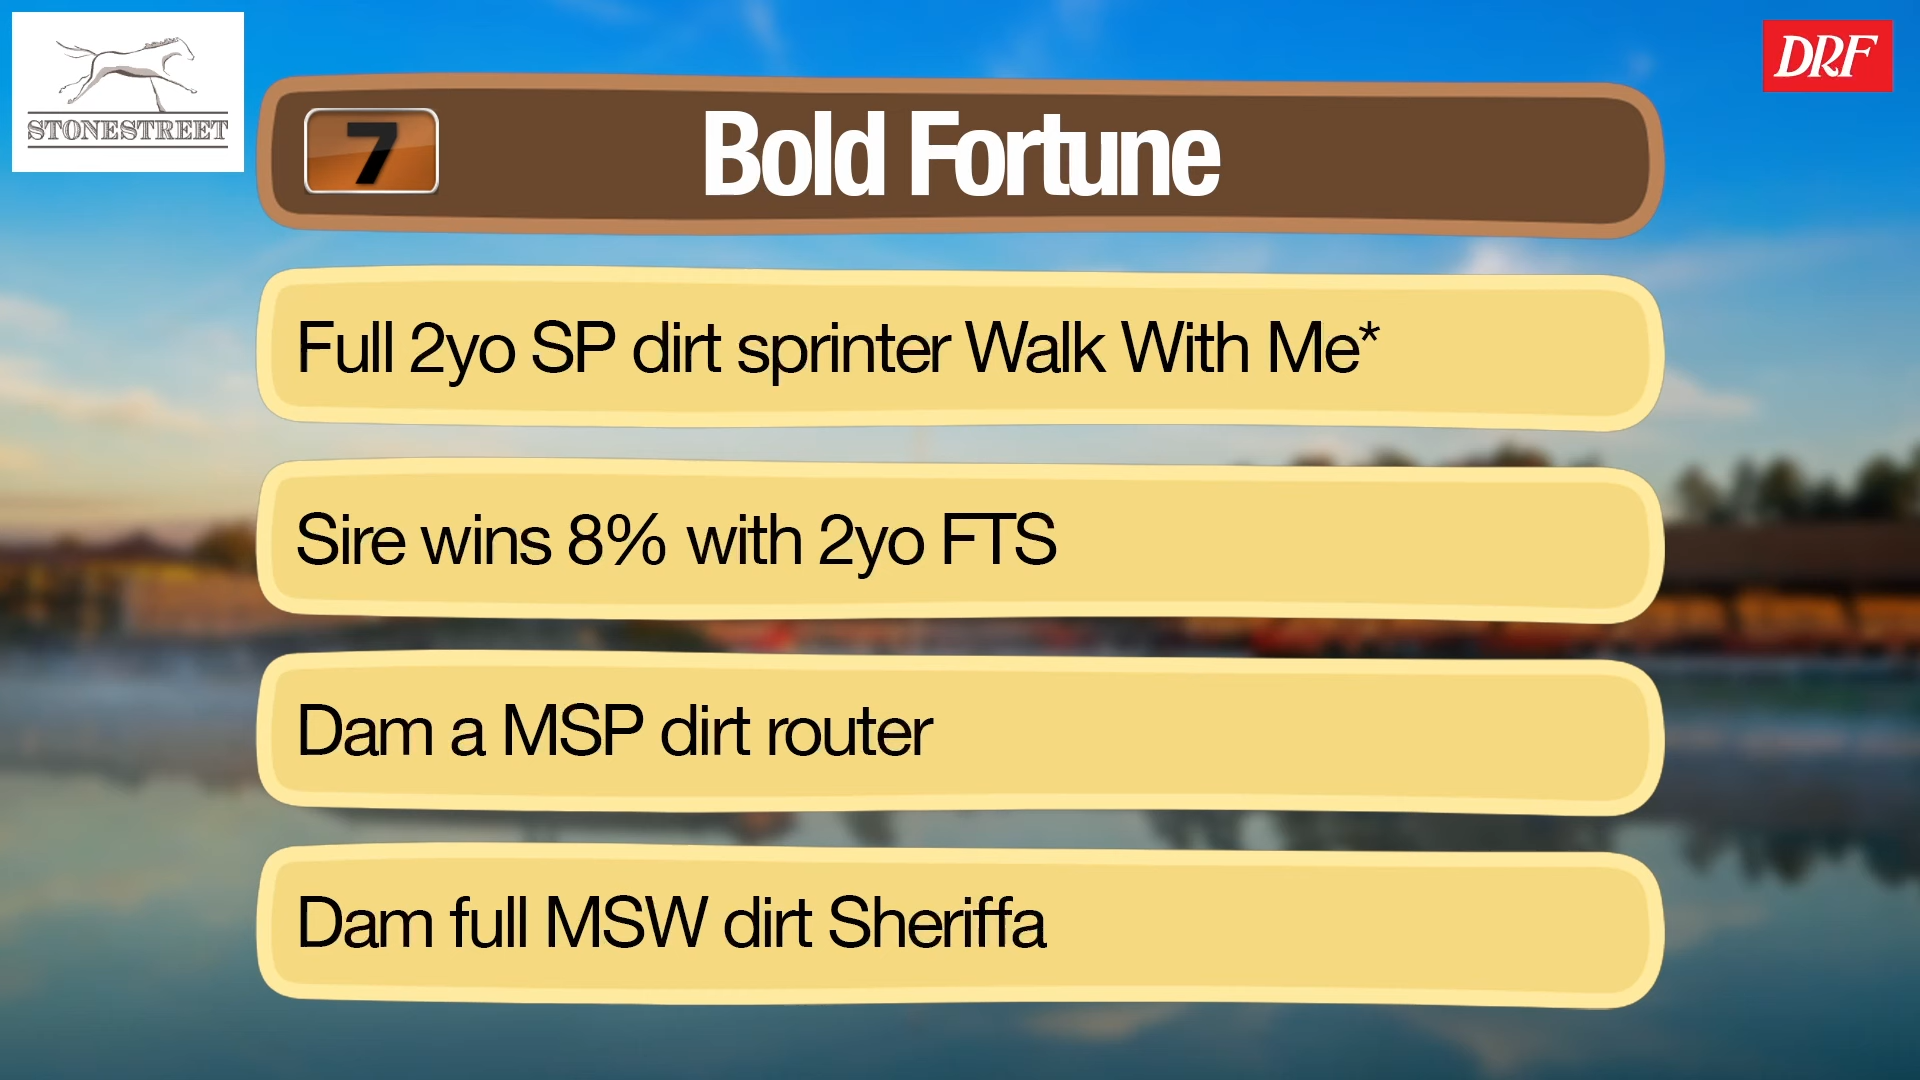 STONESTREET
DRF
7
Bold Fortune
Full 2yo SP dirt sprinter Walk With Me*
Sire wins 8% with 2yo FTS
Dam a MSP dirt router
Dam full MSW dirt Sheriffa